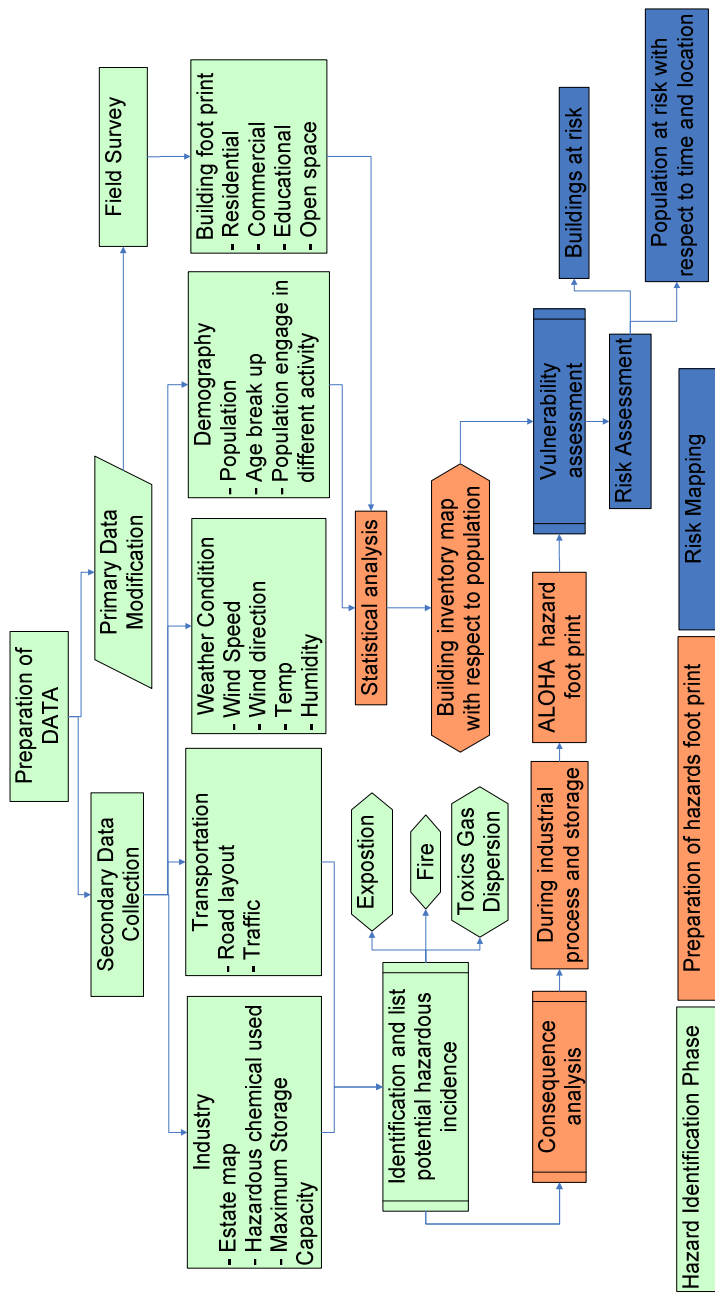 Preparation of
DATA
Secondary Data
Collection
Primary Data
Modification
Field Survey
Industry
- Estate map
- Hazardous chemical used
- Maximum Storage
Capacity
Transportation
- Road layout
- Traffic
Weather Condition
- Wind Speed
- Wind direction
- Temp
- Humidity
Demography
- Population
- Age break up
- Population engage in
different activity
Building foot print
- Residential
- Commercial
- Educational
- Open space
Identification and list
potential hazardous
incidence
Expostion
Fire
Toxics Gas
Dispersion
Statistical analysis
Building inventory map
with respect to population
Consequence
analysis
During industrial
process and storage
ALOHA hazard
foot print
Vulnerability
assessment
Risk Assessment
Buildings at risk
Population at risk with
respect to time and location
Hazard Identification Phase
Preparation of hazards foot print
Risk Mapping